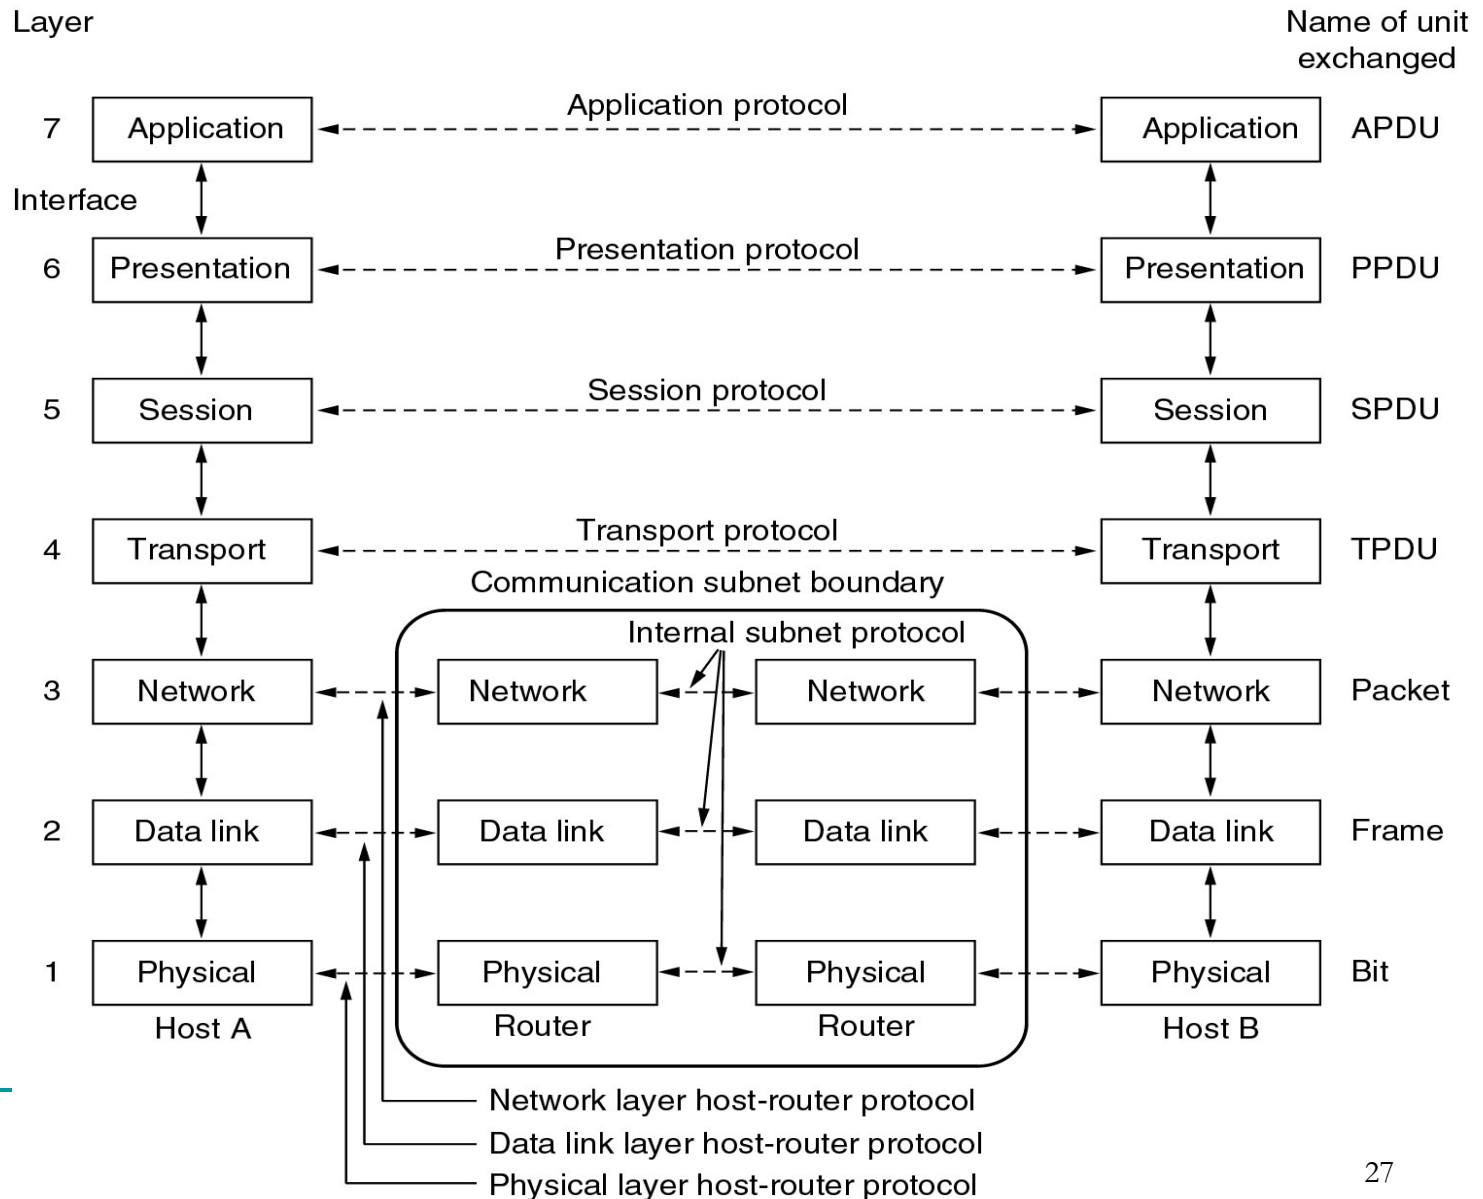 Layer
Name of unit
exchanged
7 Application Application protocol Application APDU
Interface
6 Presentation Presentation protocol Presentation PPDU
5 Session Session protocol Session SPDU
4 Transport Transport protocol Transport TPDU
Communication subnet boundary
Internal subnet protocol
3 Network Network Network Network Packet
2 Data link Data link Data link Data link Frame
1 Physical Physical Physical Physical Bit
Host A Router Router Host B
Network layer host-router protocol
Data link layer host-router protocol
Physical layer host-router protocol
27